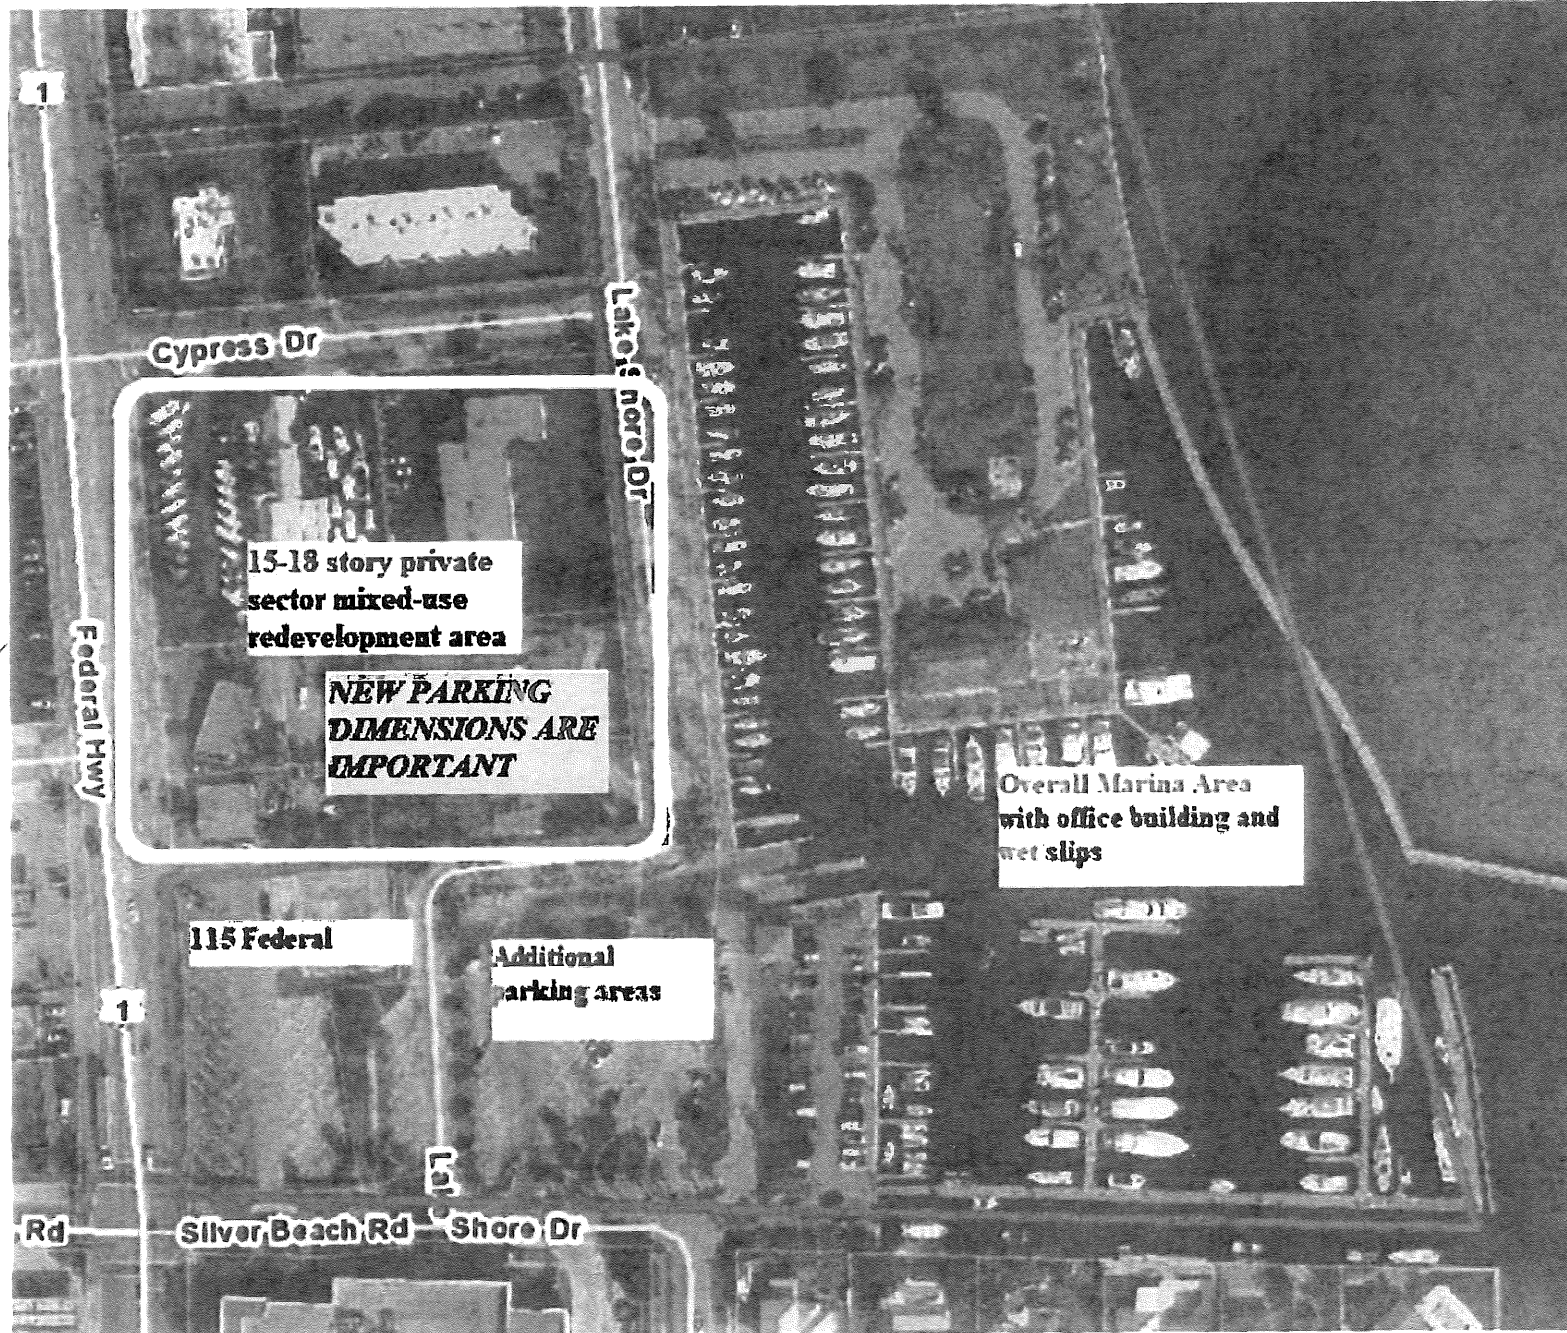 1
Cypress Dr
Lake Shore Dr
15-18 story private
sector mixed-use
redevelopment area
NEW PARKING
DIMENSIONS ARE
IMPORTANT
Federal Hwy
Overall Marina Area
with office building and
wet slips
115 Federal
Additional
parking areas
1
La
Rd
Silver Beach Rd
Shore Dr